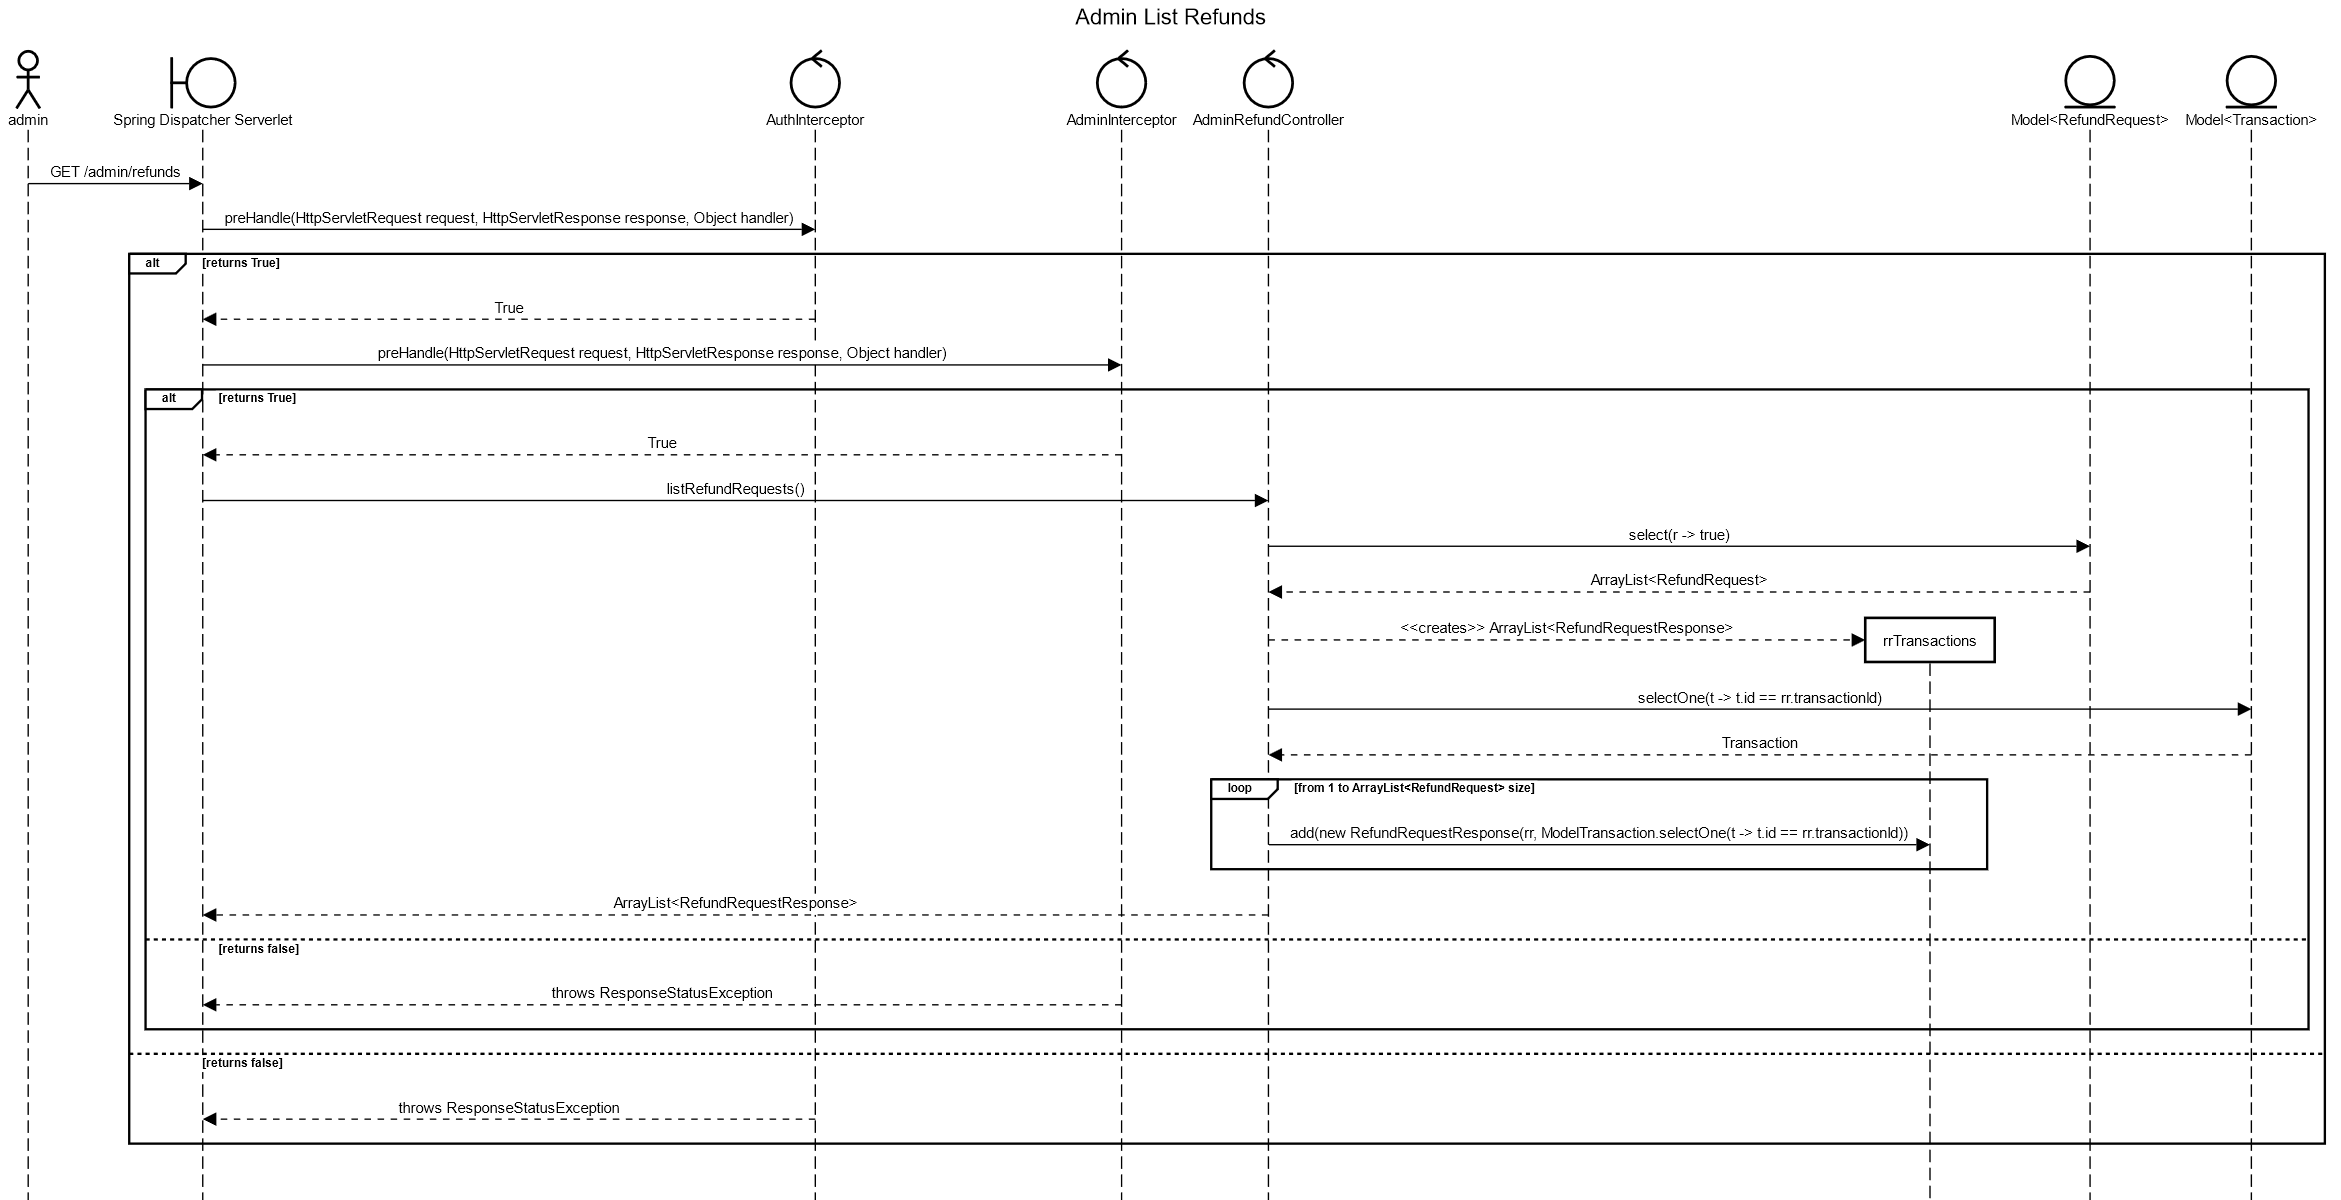 Admin List Refunds
admin
Spring Dispatcher Serverlet
AuthInterceptor
AdminInterceptor
AdminRefundController
Model<RefundRequest>
Model<Transaction>
GET /admin/refunds
preHandle(HttpServletRequest request, HttpServletResponse response, Object handler)
alt
[returns True]
True
preHandle(HttpServletRequest request, HttpServletResponse response, Object handler)
alt
[returns True]
True
listRefundRequests()
select(r -> true)
ArrayList<RefundRequest>
<<creates>> ArrayList<RefundRequestResponse>
rrTransactions
selectOne(t -> t.id == rr.transactionId)
Transaction
loop
[from 1 to ArrayList<RefundRequest> size]
add(new RefundRequestResponse(rr, ModelTransaction.selectOne(t -> t.id == rr.transactionId))
ArrayList<RefundRequestResponse>
[returns false]
throws ResponseStatusException
[returns false]
throws ResponseStatusException